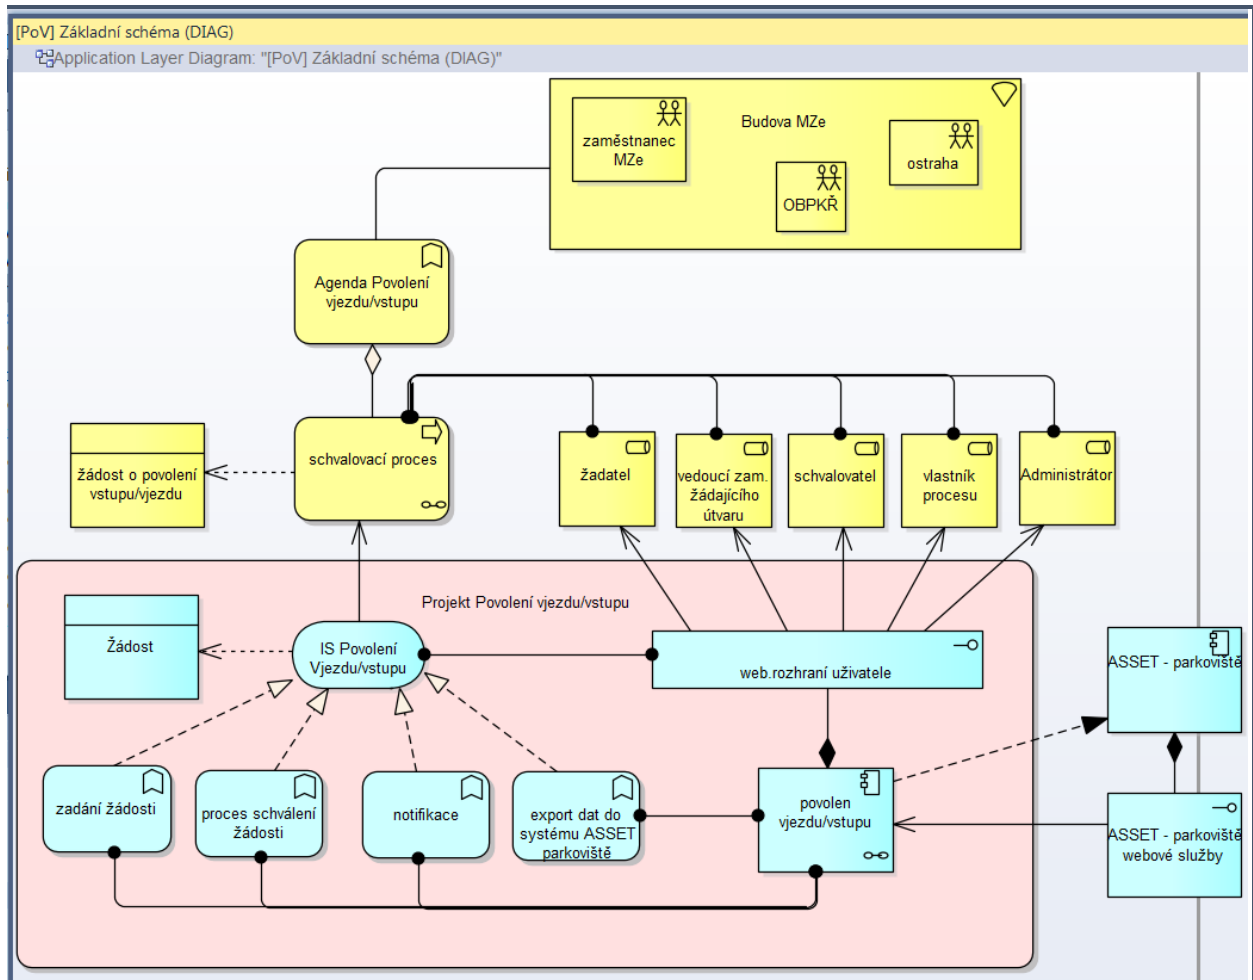 [PoV] Základní schéma (DIAG)
Application Layer Diagram: "[PoV] Základní schéma (DIAG)"
Budova MZe
zaměstnanec
MZe
OBPKŘ
ostraha
Agenda Povolení
vjezdu/vstupu
schvalovací proces
žádost o povolení
vstupu/vjezdu
žadatel
vedoucí zam.
žádajícího
útvaru
schvalovatel
vlastník
procesu
Administrátor
Projekt Povolení vjezdu/vstupu
Žádost
IS Povolení
Vjezdu/vstupu
web.rozhraní uživatele
ASSET - parkoviště
zadání žádosti
proces schválení
žádosti
notifikace
export dat do
systému ASSET
parkoviště
povolen
vjezdu/vstupu
ASSET - parkoviště
webové služby